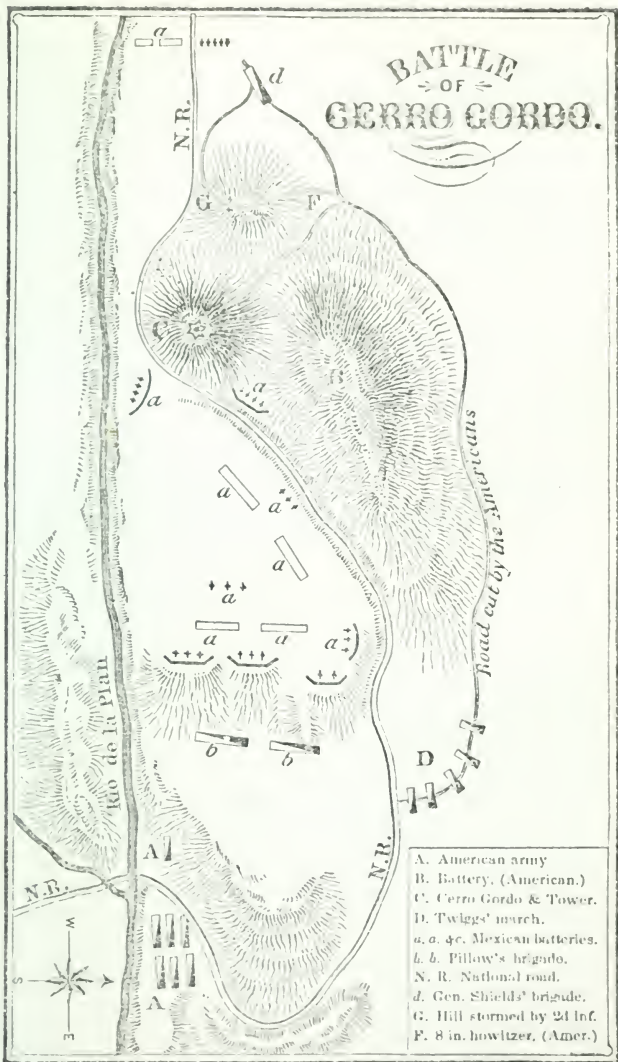 BATTLE
OF
CERRO GORDO.
a
d
N.R.
G
F
C
B
a
a
a
a
a
a
a
a
a
Road cut by the Americans
Rio de la Plan
b
b
D
A
N.R.
N.R.
W
S
E
A
A. American army
B. Battery. (American.)
C. Cerro Gordo & Tower.
D. Twiggs' march.
a. a. &c. Mexican batteries.
b. b. Pillow's brigade.
N. R. National road.
d. Gen. Shields' brigade.
G. Hill stormed by 2d Inf.
F. 8 in. howitzer. (Amer.)